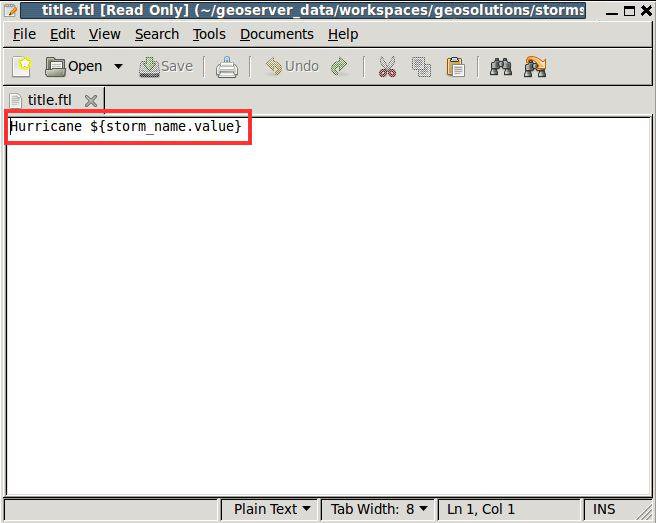 title.ftl [Read Only] (~/geoserver_data/workspaces/geosolutions/storms
File Edit View Search Tools Documents Help
Open Save Undo
title.ftl
Hurricane ${storm_name.value}
Plain Text Tab Width: 8 Ln 1, Col 1 INS